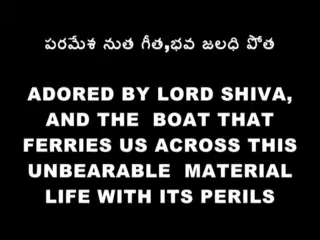 పరమేశ నుత గీత,భవ జలధి పోత
ADORED BY LORD SHIVA,
AND THE  BOAT THAT
FERRIES US ACROSS THIS
UNBEARABLE  MATERIAL
LIFE WITH ITS PERILS